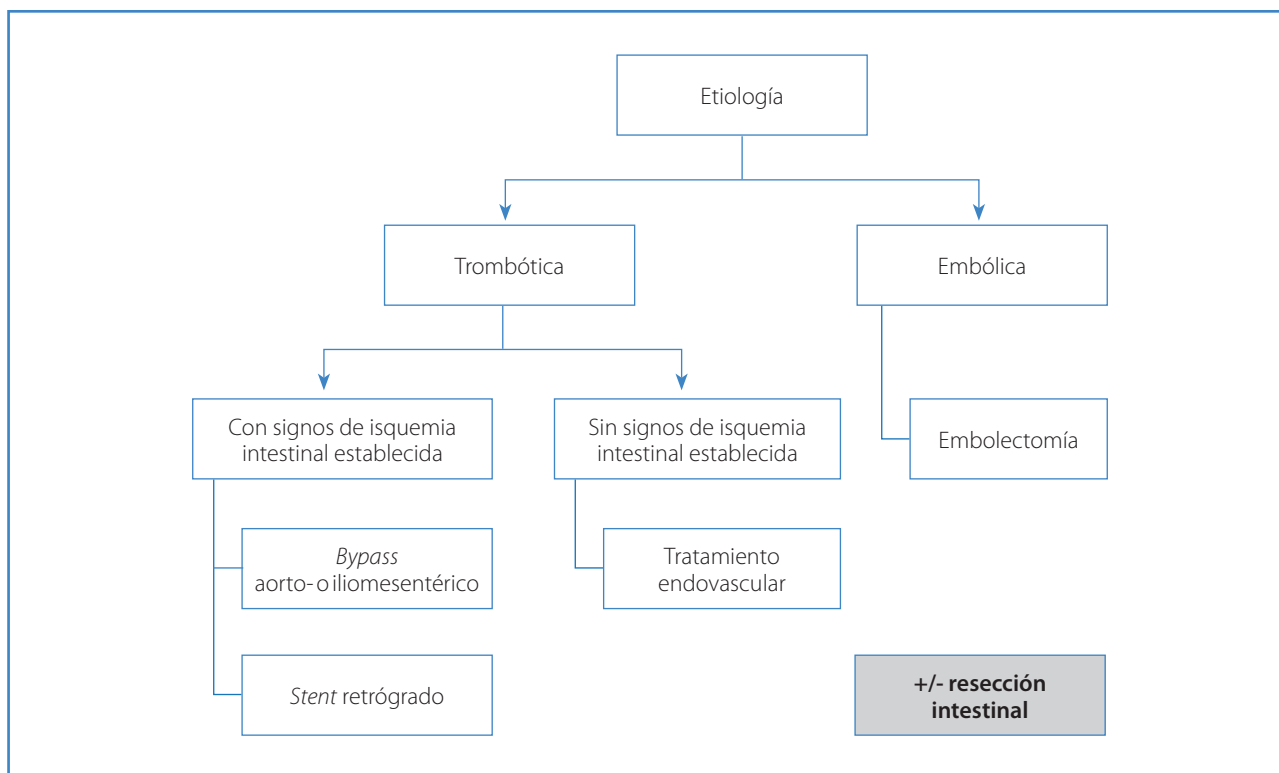 Etiología
Trombótica
Embólica
Con signos de isquemia
intestinal establecida
Sin signos de isquemia
intestinal establecida
Embolectomía
Bypass
aorto- o iliomesentérico
Tratamiento
endovascular
Stent retrógrado
+/- resección
intestinal